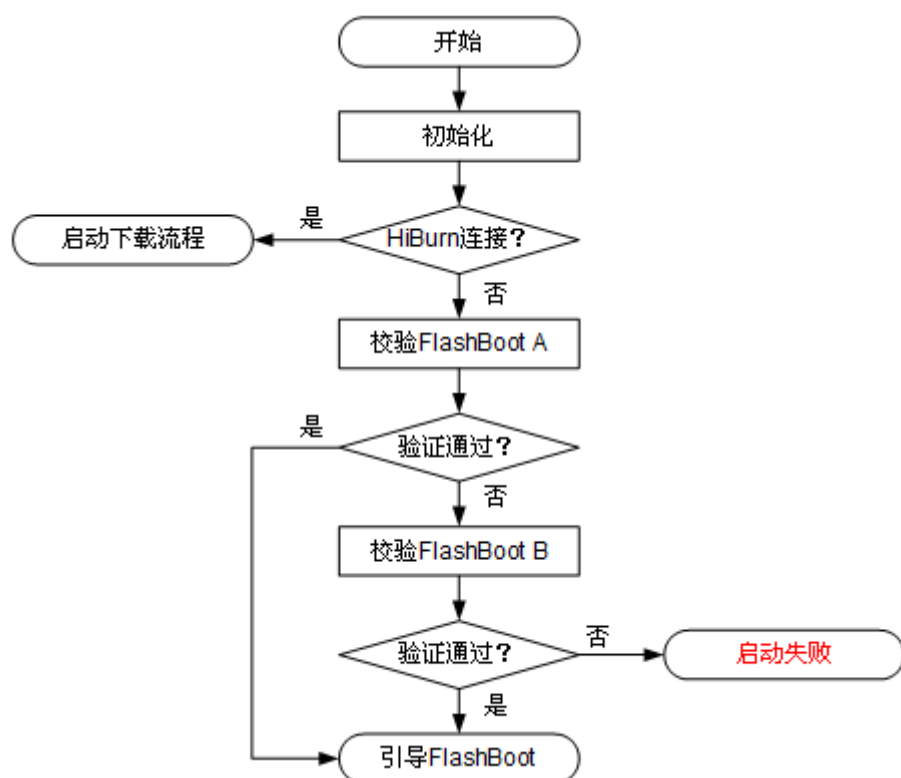 开始
初始化
HiBurn连接?
是
启动下载流程
否
校验FlashBoot A
验证通过?
是
否
校验FlashBoot B
验证通过?
否
启动失败
是
引导FlashBoot